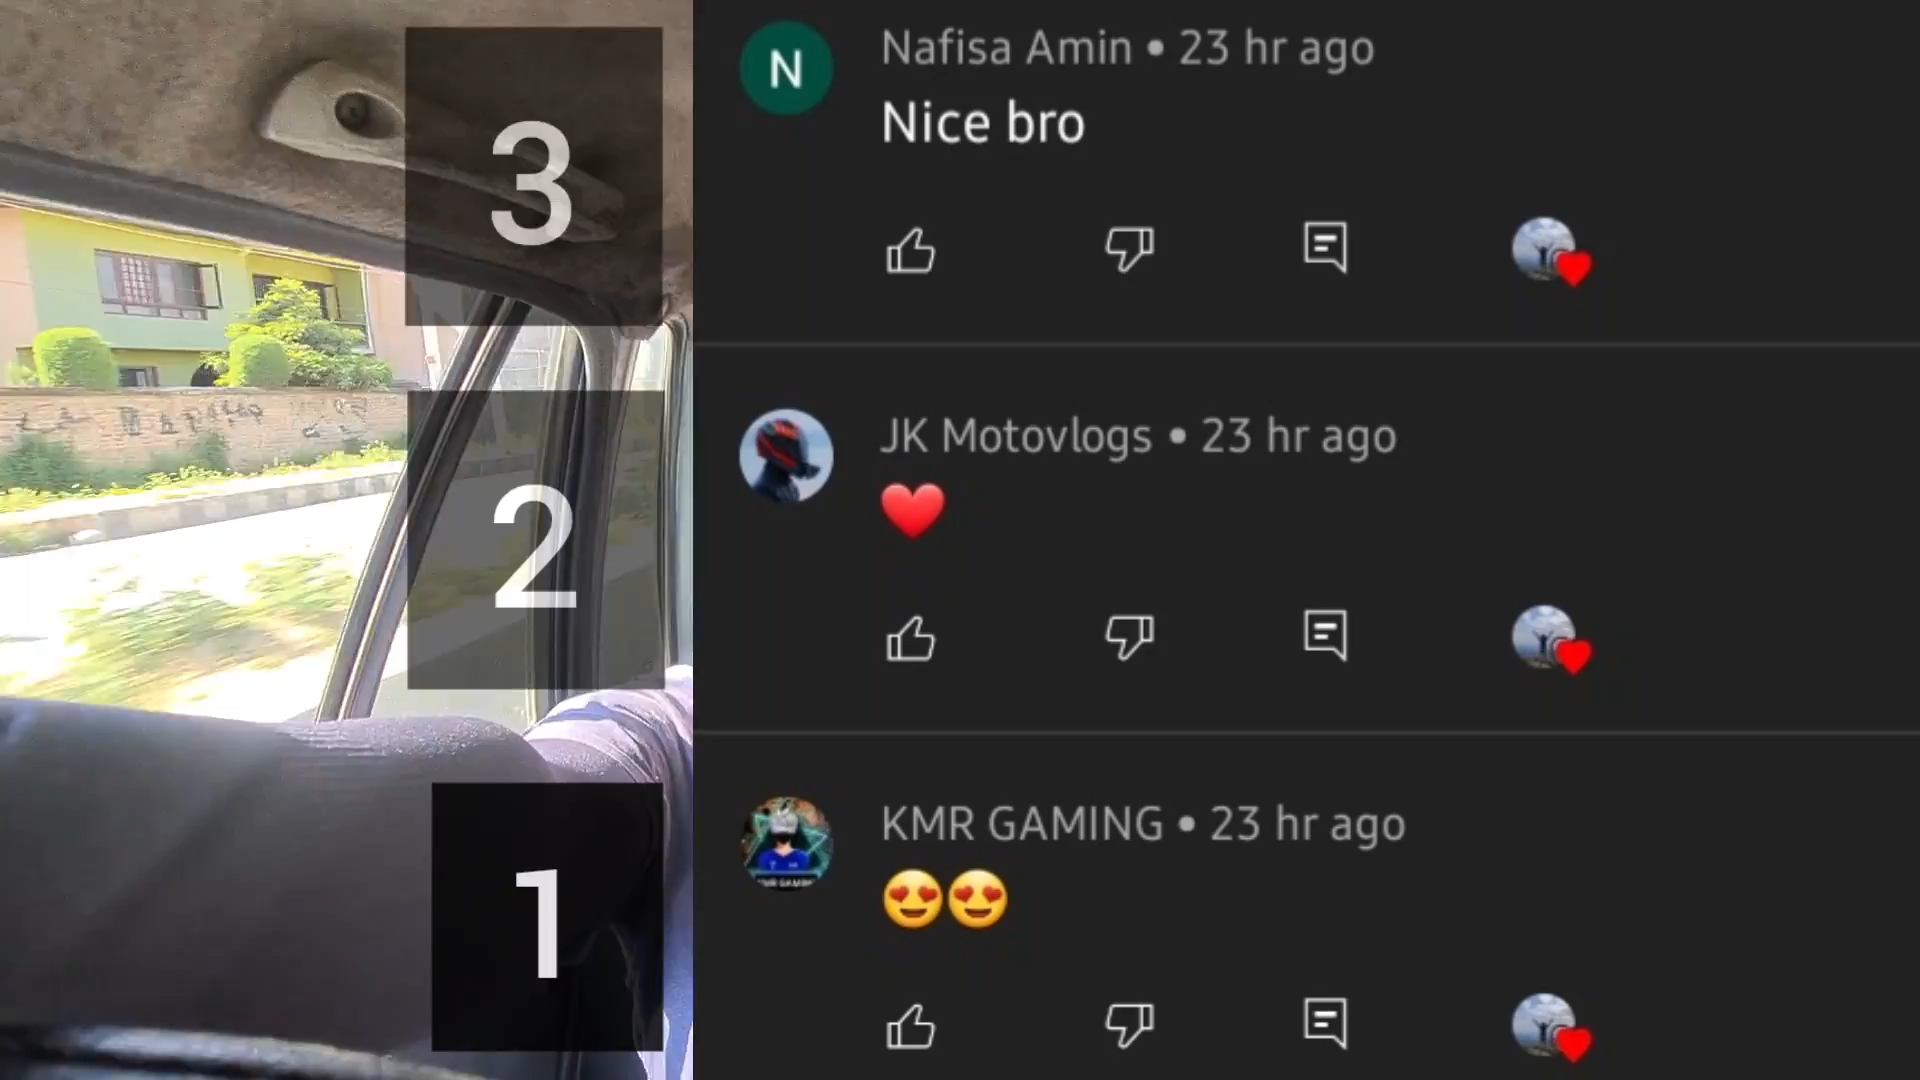 3
2
1
N
Nafisa Amin • 23 hr ago
Nice bro
JK Motovlogs • 23 hr ago
❤️
KMR GAMING • 23 hr ago
😍😍